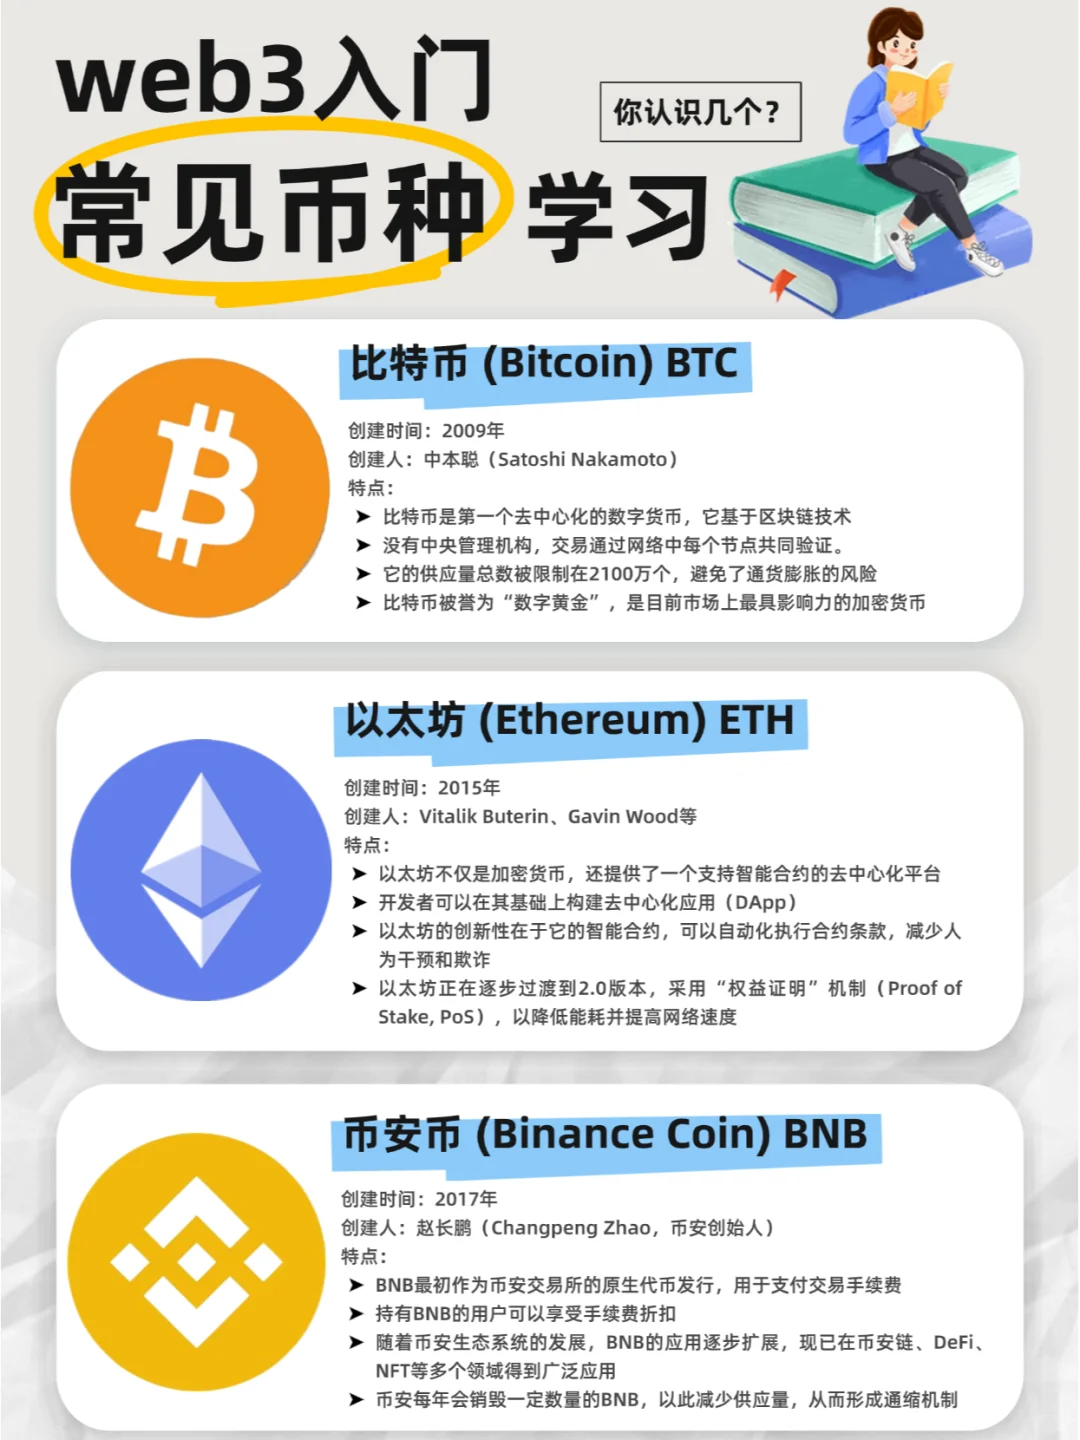 web3入门
你认识几个？
常见币种 学习
比特币 (Bitcoin) BTC
创建时间：2009年
创建人：中本聪（Satoshi Nakamoto）
特点：
➤ 比特币是第一个去中心化的数字货币，它基于区块链技术
➤ 没有中央管理机构，交易通过网络中每个节点共同验证。
➤ 它的供应量总数被限制在2100万个，避免了通货膨胀的风险
➤ 比特币被誉为“数字黄金”，是目前市场上最具影响力的加密货币
以太坊 (Ethereum) ETH
创建时间：2015年
创建人：Vitalik Buterin、Gavin Wood等
特点：
➤ 以太坊不仅是加密货币，还提供了一个支持智能合约的去中心化平台
➤ 开发者可以在其基础上构建去中心化应用（DApp）
➤ 以太坊的创新性在于它的智能合约，可以自动化执行合约条款，减少人
为干预和欺诈
➤ 以太坊正在逐步过渡到2.0版本，采用“权益证明”机制（Proof of
Stake, PoS），以降低能耗并提高网络速度
币安币 (Binance Coin) BNB
创建时间：2017年
创建人：赵长鹏（Changpeng Zhao，币安创始人）
特点：
➤ BNB最初作为币安交易所的原生代币发行，用于支付交易手续费
➤ 持有BNB的用户可以享受手续费折扣
➤ 随着币安生态系统的发展，BNB的应用逐步扩展，现已在币安链、DeFi、
NFT等多个领域得到广泛应用
➤ 币安每年会销毁一定数量的BNB，以此减少供应量，从而形成通缩机制